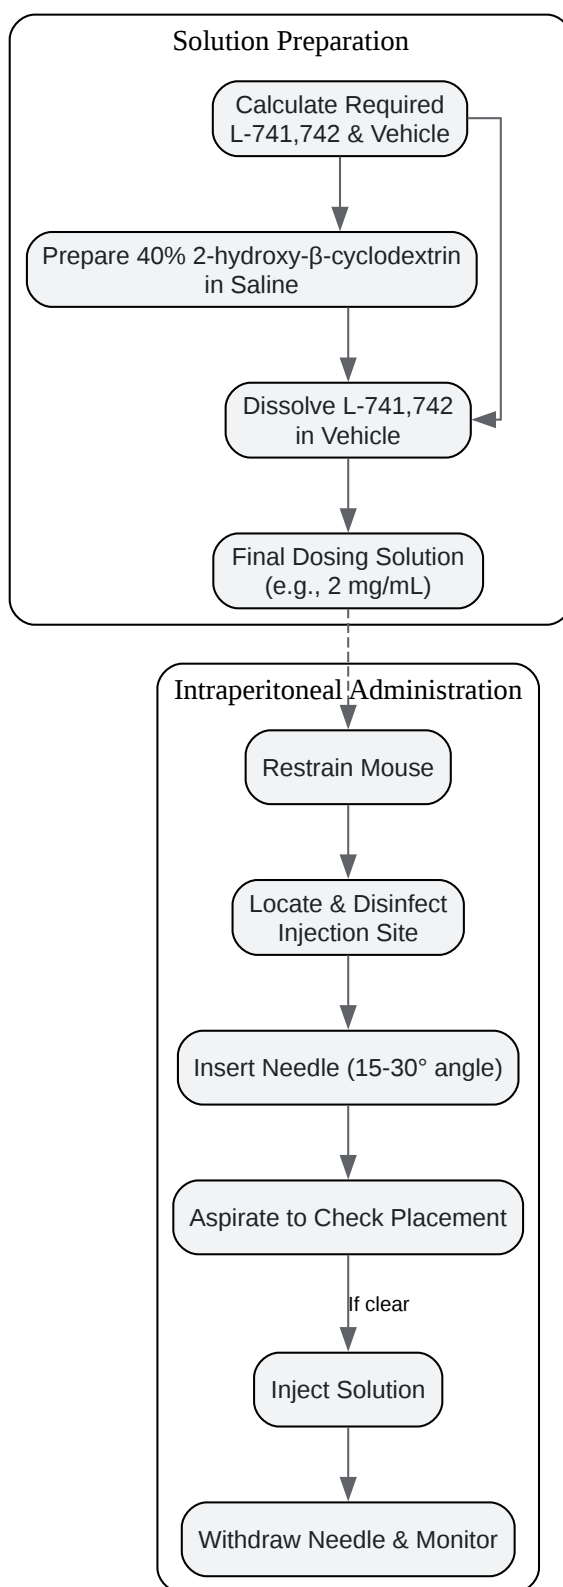 Solution Preparation
Calculate Required
L-741,742 & Vehicle
Prepare 40% 2-hydroxy-β-cyclodextrin
in Saline
Dissolve L-741,742
in Vehicle
Final Dosing Solution
(e.g., 2 mg/mL)
Intraperitoneal Administration
Restrain Mouse
Locate & Disinfect
Injection Site
Insert Needle (15-30° angle)
Aspirate to Check Placement
If clear
Inject Solution
Withdraw Needle & Monitor